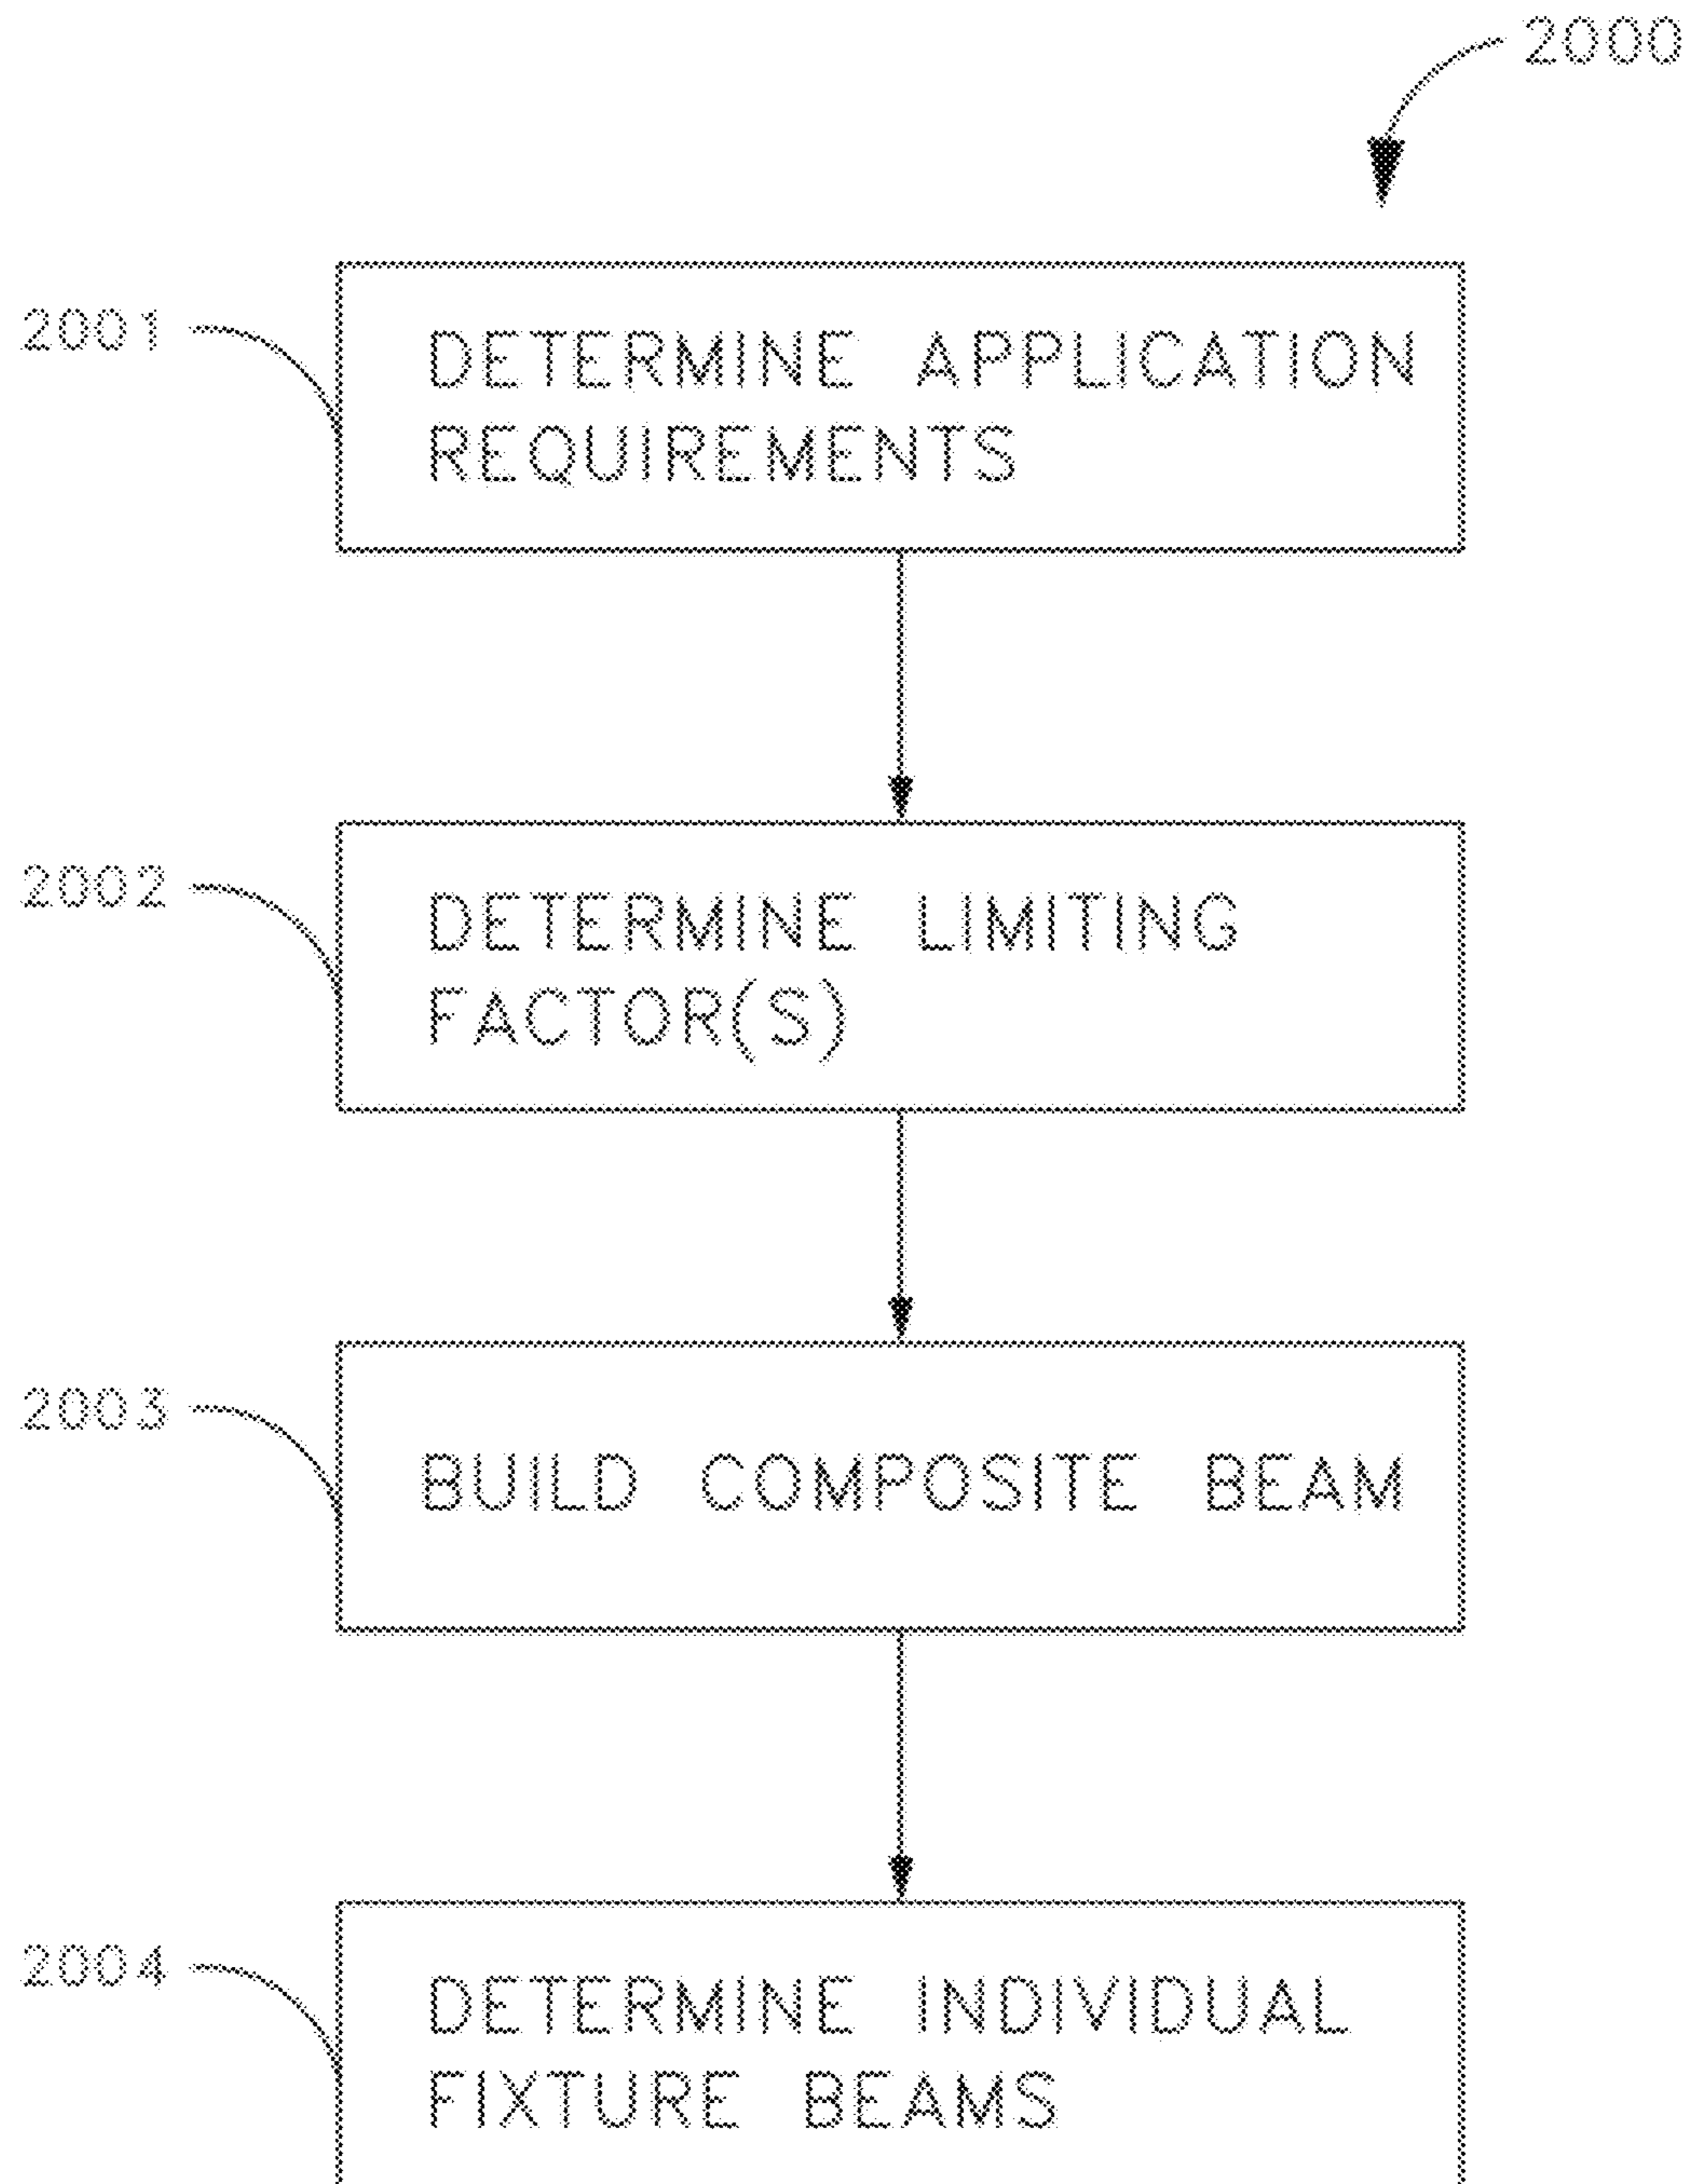 2000
2001
DETERMINE APPLICATION
REQUIREMENTS
2002
DETERMINE LIMITING
FACTOR(S)
2003
BUILD COMPOSITE BEAM
2004
DETERMINE INDIVIDUAL
FIXTURE BEAMS